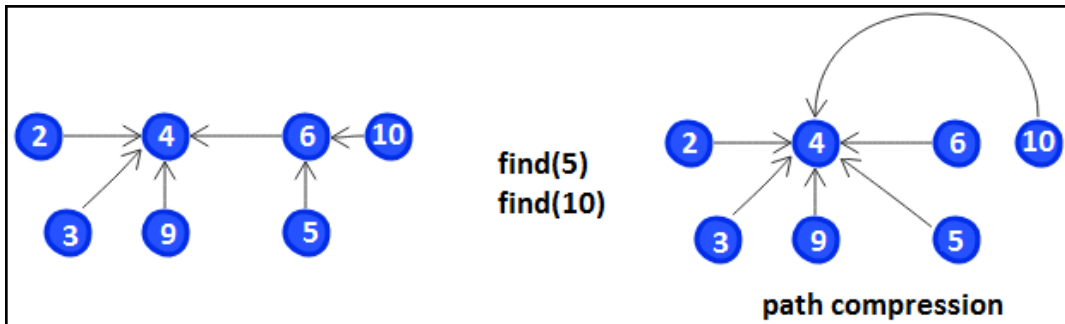 2 4 6 10
3 9 5
find(5)
find(10)
2 4 6 10
3 9 5
path compression